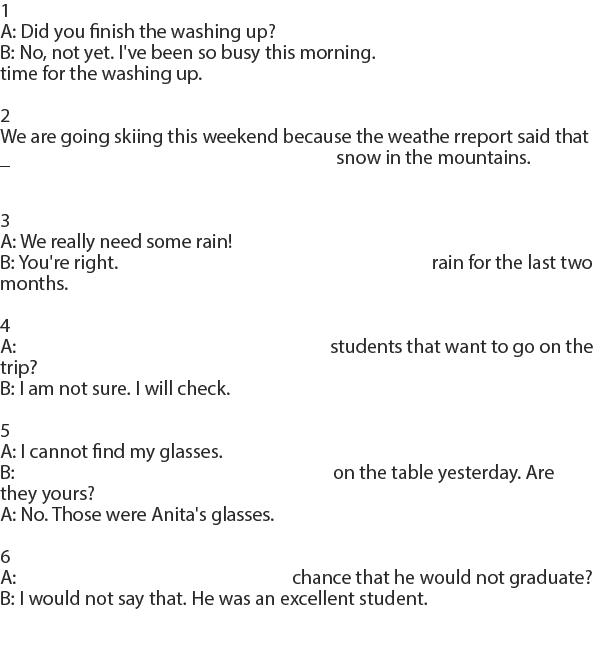 1
A: Did you finish the washing up?
B: No, not yet. I've been so busy this morning.
time for the washing up.
2
We are going skiing this weekend because the weathe rreport said that
_ snow in the mountains.
3
A: We really need some rain!
B: You're right. rain for the last two
months.
4
A: students that want to go on the
trip?
B: I am not sure. I will check.
5
A: I cannot find my glasses.
B: on the table yesterday. Are
they yours?
A: No. Those were Anita's glasses.
6
A: chance that he would not graduate?
B: I would not say that. He was an excellent student.